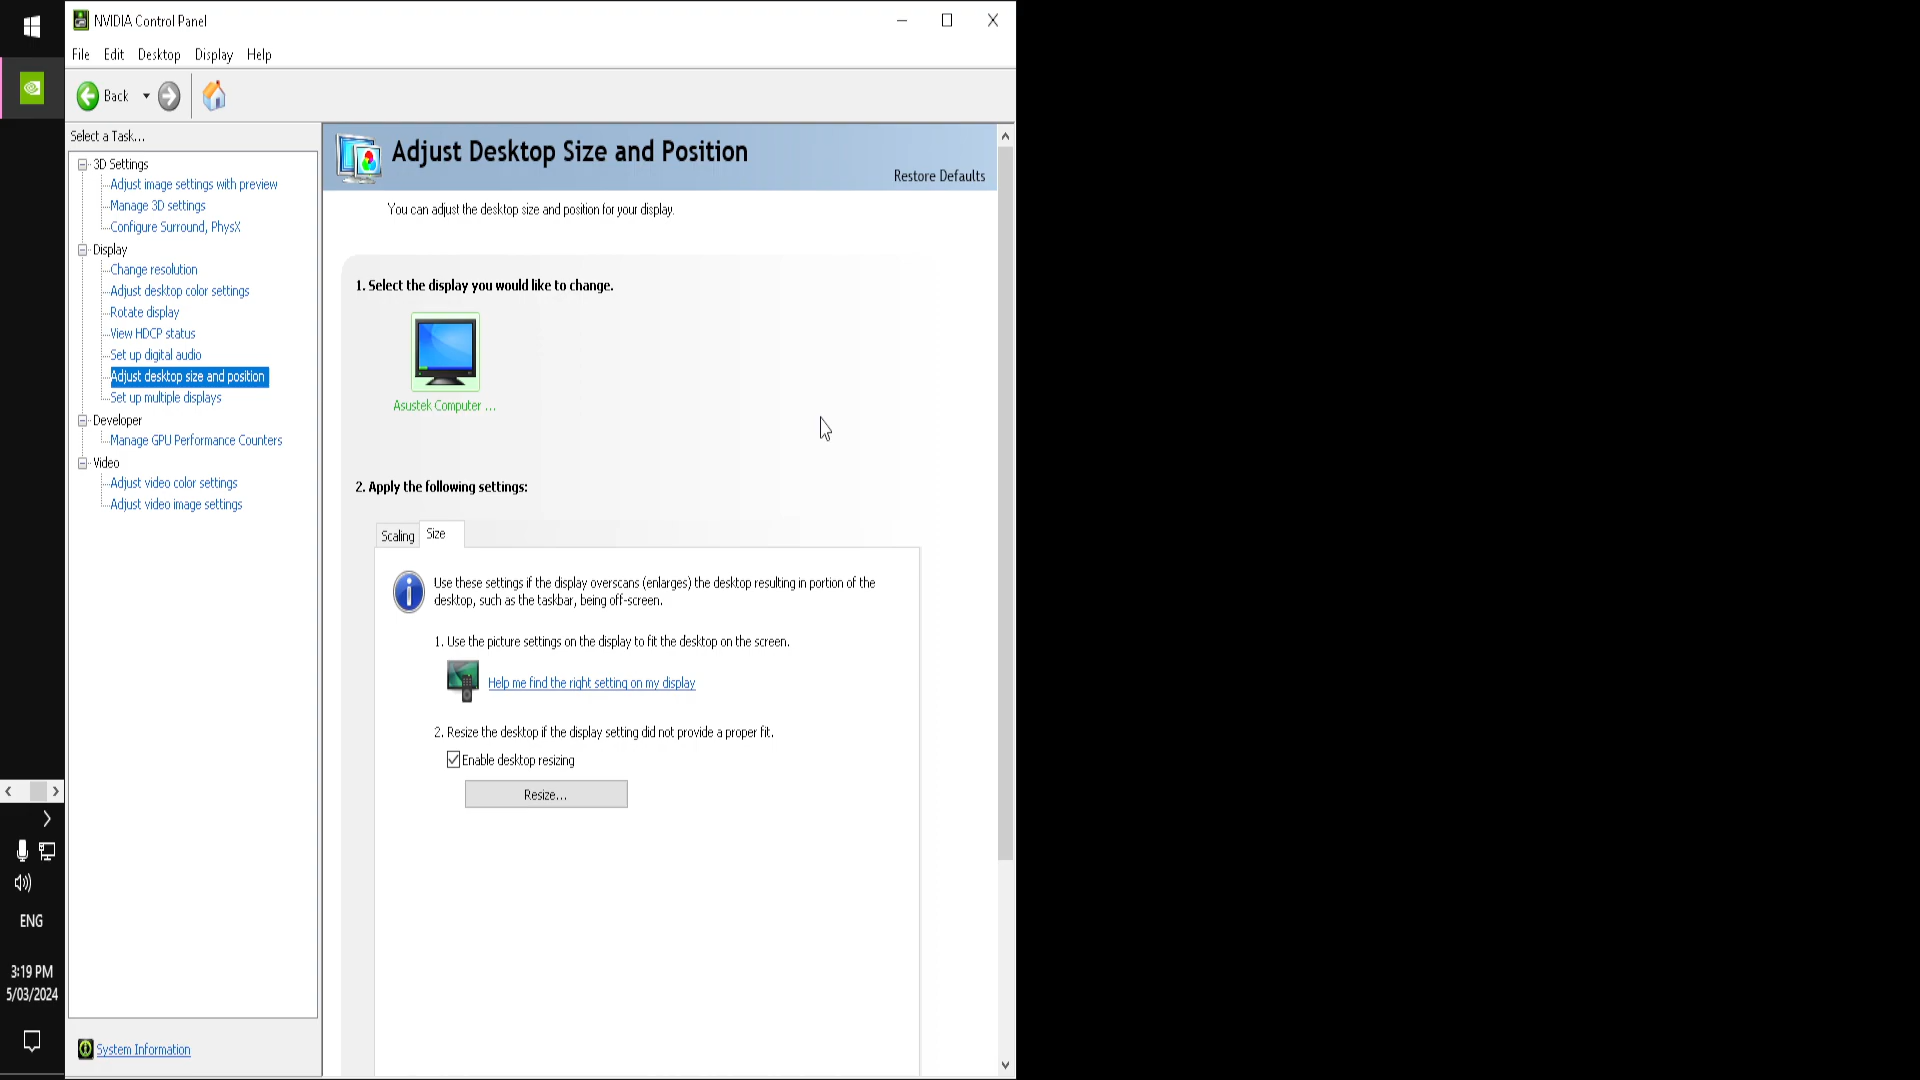 NVIDIA Control Panel
File Edit Desktop Display Help
Back
Select a Task...
3D Settings
Adjust image settings with preview
Manage 3D settings
Configure Surround, PhysX
Display
Change resolution
Adjust desktop color settings
Rotate display
View HDCP status
Set up digital audio
Adjust desktop size and position
Set up multiple displays
Developer
Manage GPU Performance Counters
Video
Adjust video color settings
Adjust video image settings
System Information
Adjust Desktop Size and Position
Restore Defaults
You can adjust the desktop size and position for your display.
1. Select the display you would like to change.
Asustek Computer ...
2. Apply the following settings:
Scaling Size
Use these settings if the display overscans (enlarges) the desktop resulting in portion of the
desktop, such as the taskbar, being off-screen.
1. Use the picture settings on the display to fit the desktop on the screen.
Help me find the right setting on my display
2. Resize the desktop if the display setting did not provide a proper fit.
Enable desktop resizing
Resize...
ENG
3:19 PM
5/03/2024